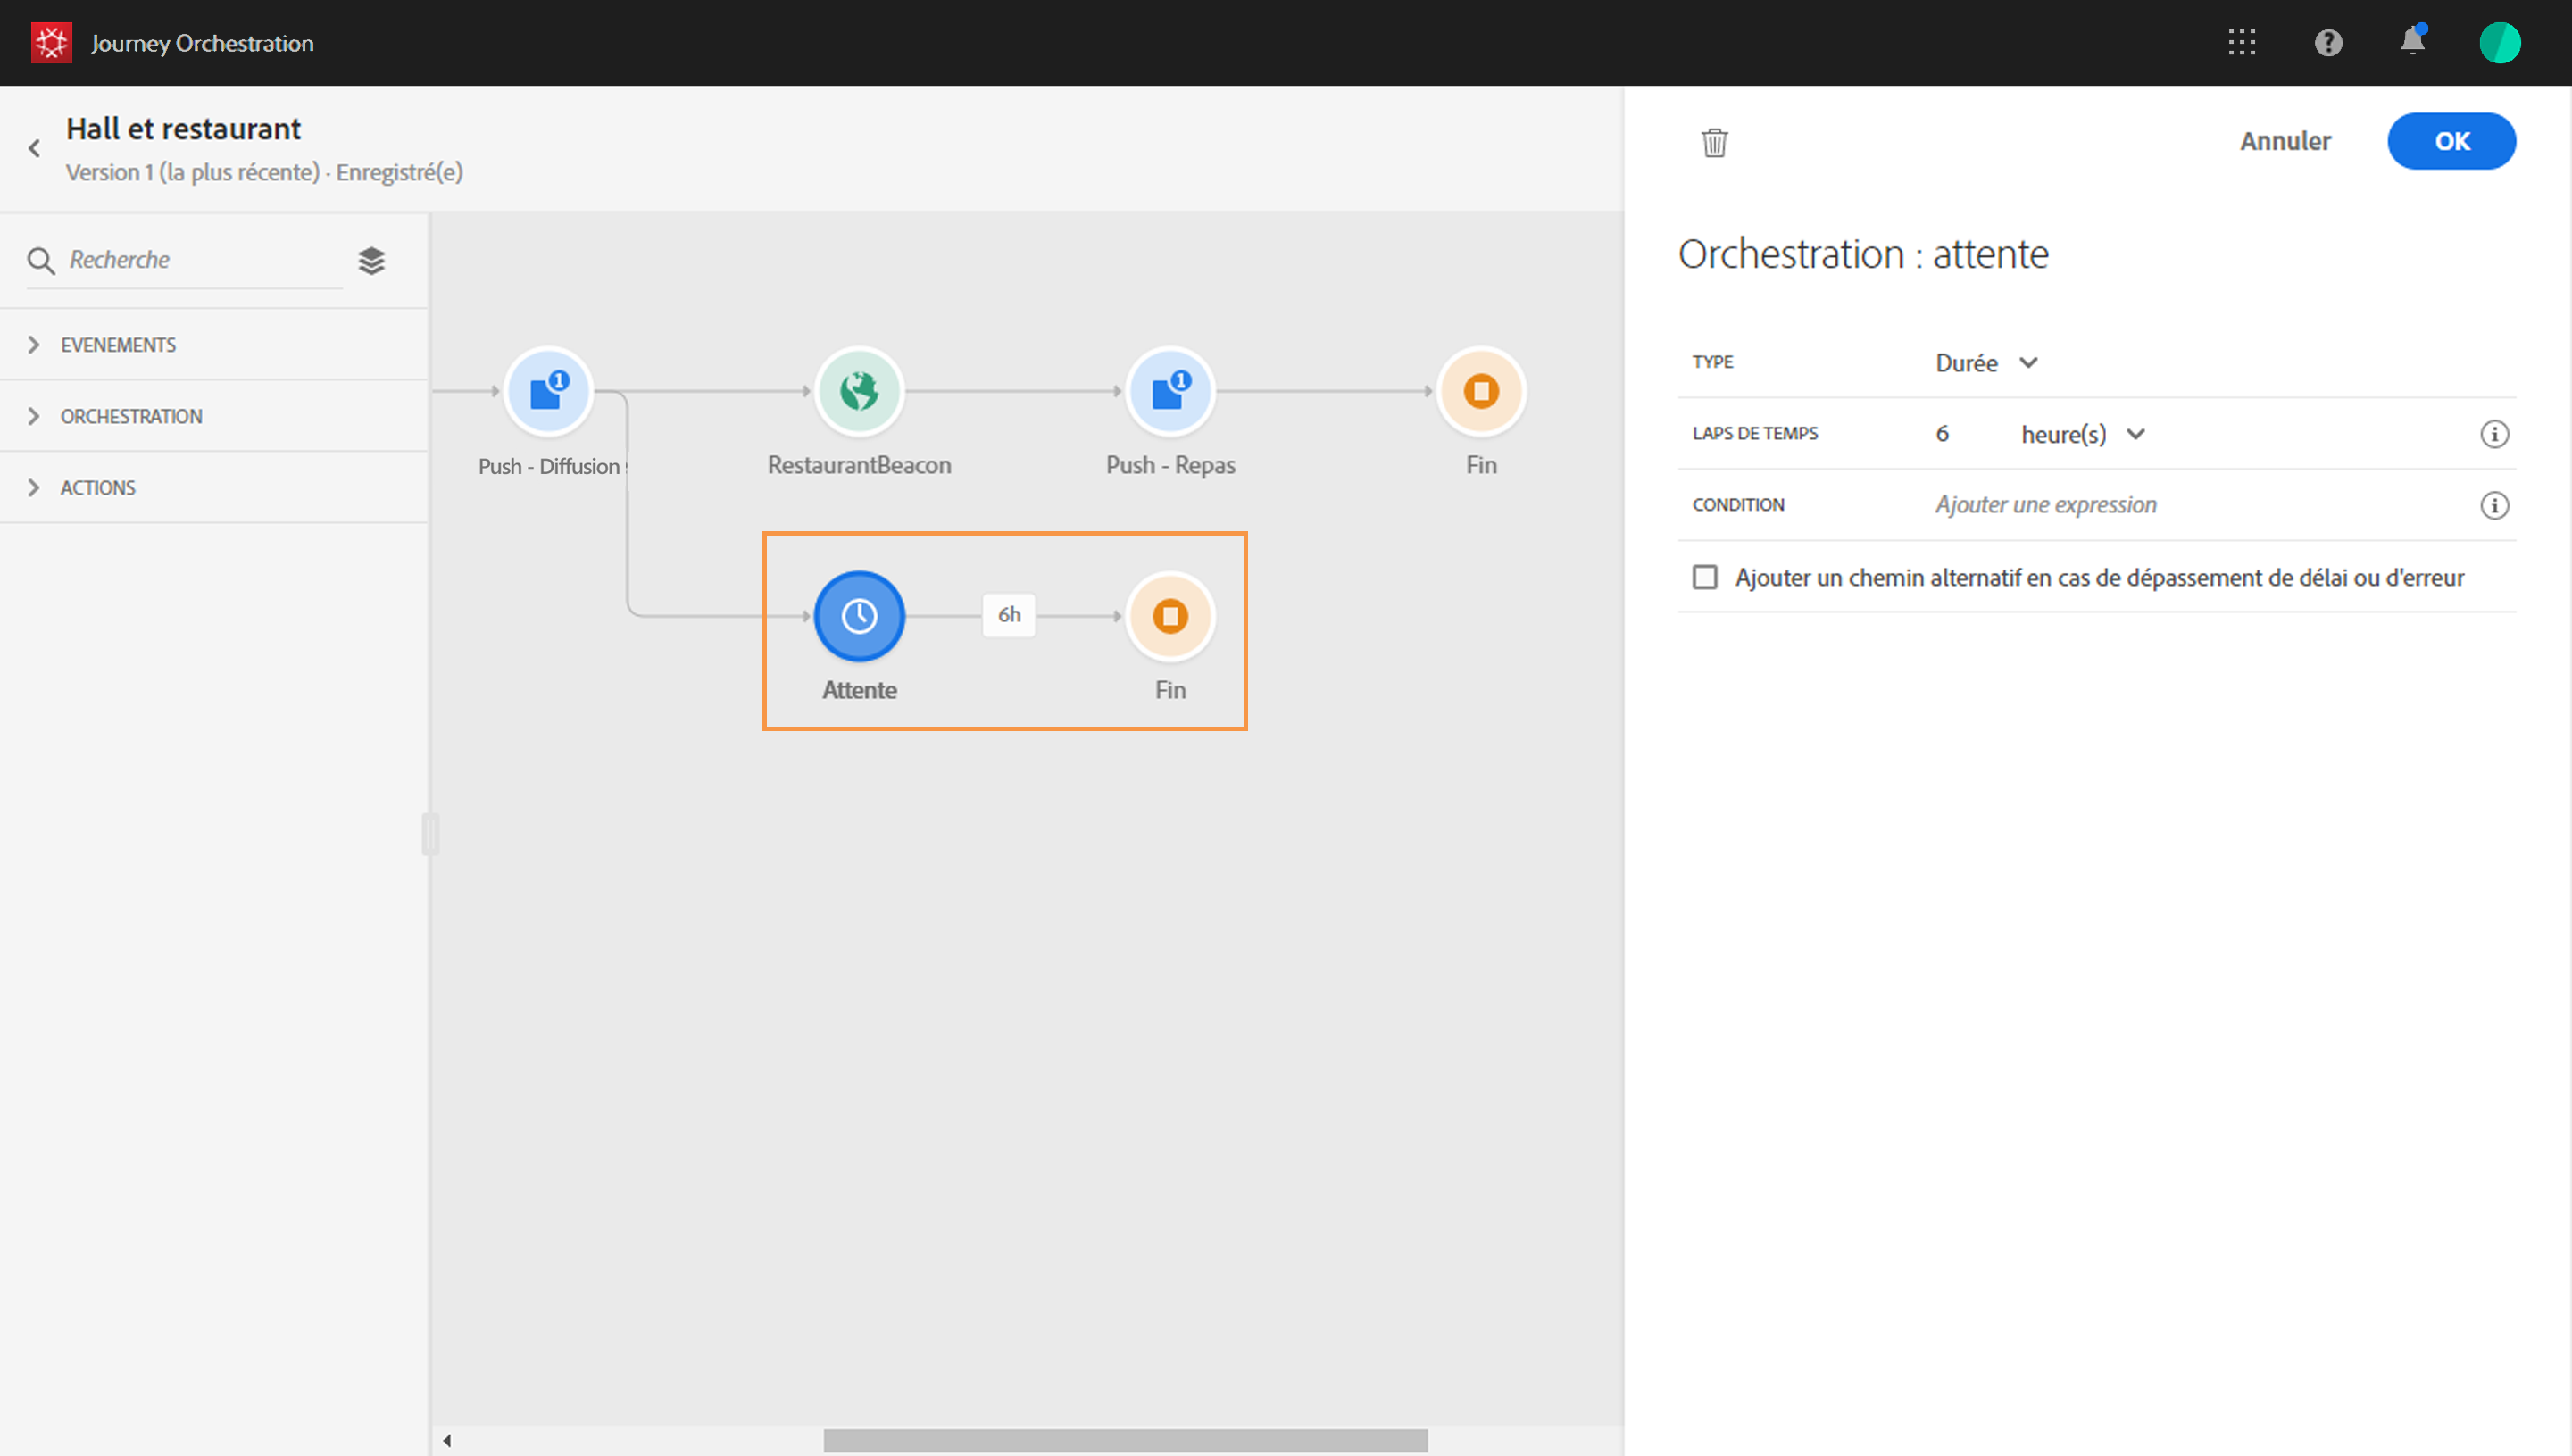 Journey Orchestration
Hall et restaurant
Version 1 (la plus récente) · Enregistré(e)
Annuler
OK
Recherche
EVENEMENTS
ORCHESTRATION
ACTIONS
1
1
Push - Diffusion
RestaurantBeacon
Push - Repas
Fin
6h
Attente
Fin
Orchestration : attente
TYPE Durée
LAPS DE TEMPS 6 heure(s)
CONDITION Ajouter une expression
Ajouter un chemin alternatif en cas de dépassement de délai ou d'erreur